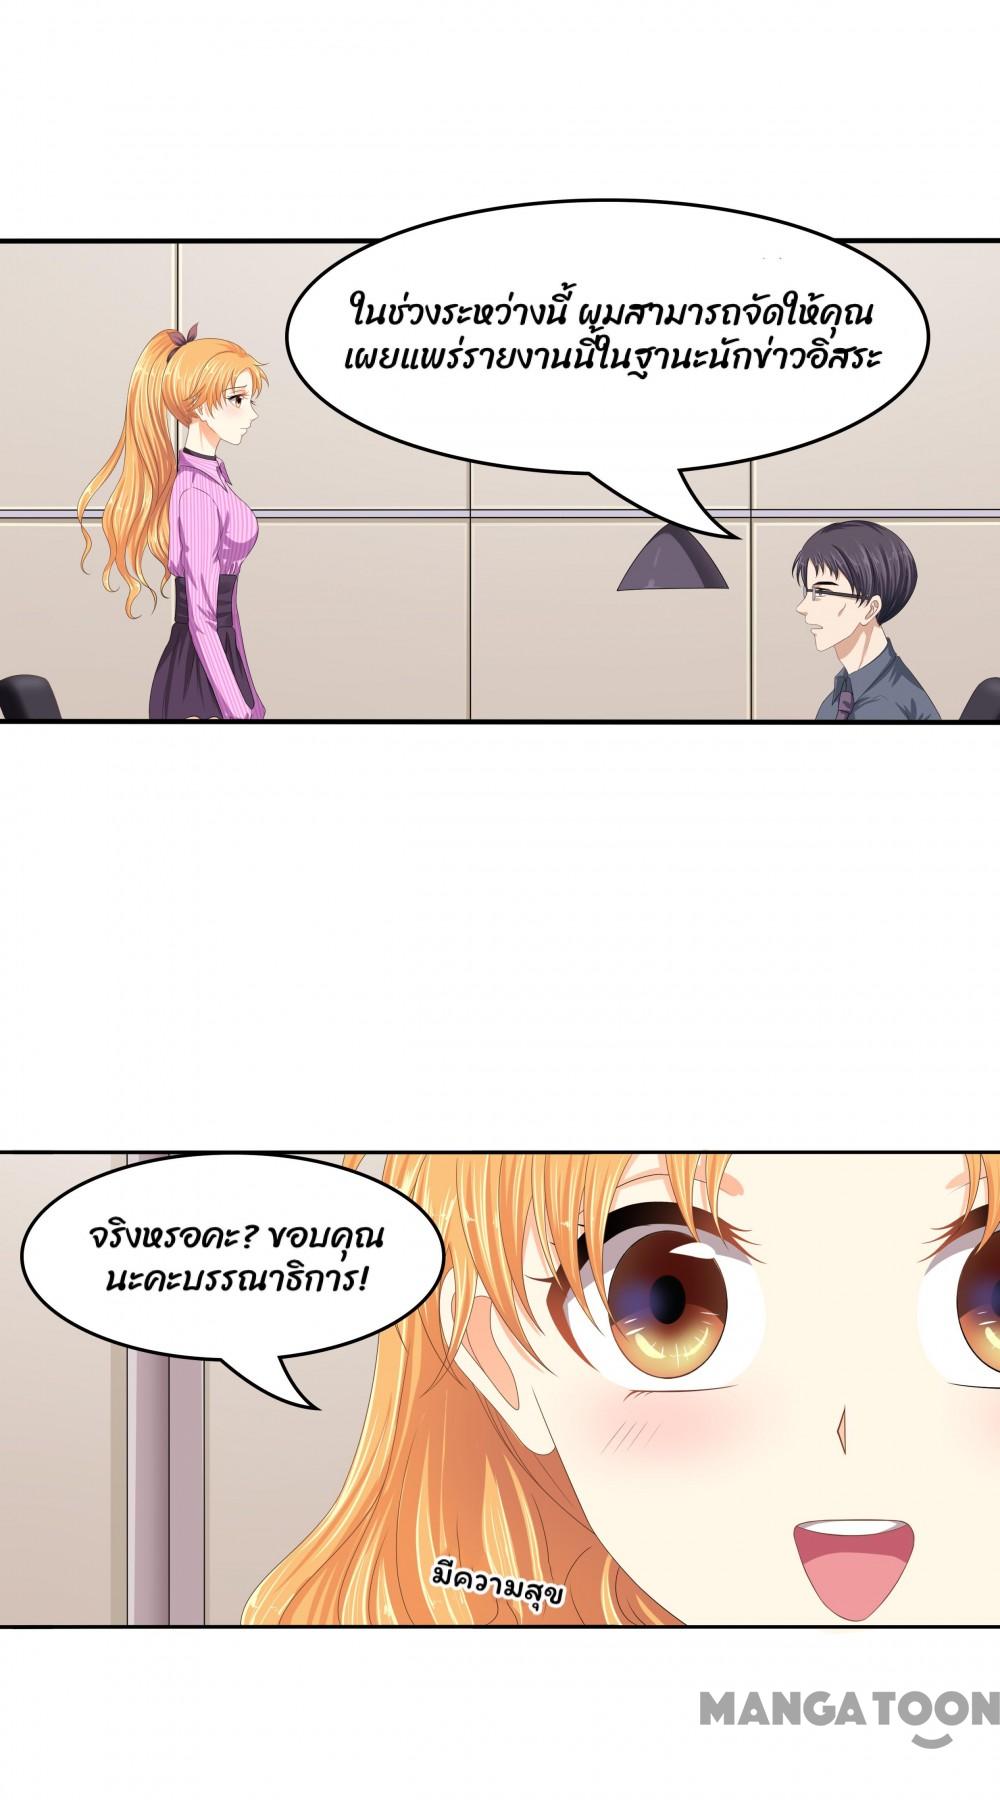 ในช่วงระหว่างนี้ ผมสามารถจัดให้คุณ
เผยแพร่รายงานนี้ในฐานะนักข่าวอิสระ
จริงหรอคะ? ขอบคุณ
นะคะบรรณาธิการ!
มีความสุข
MANGATOON